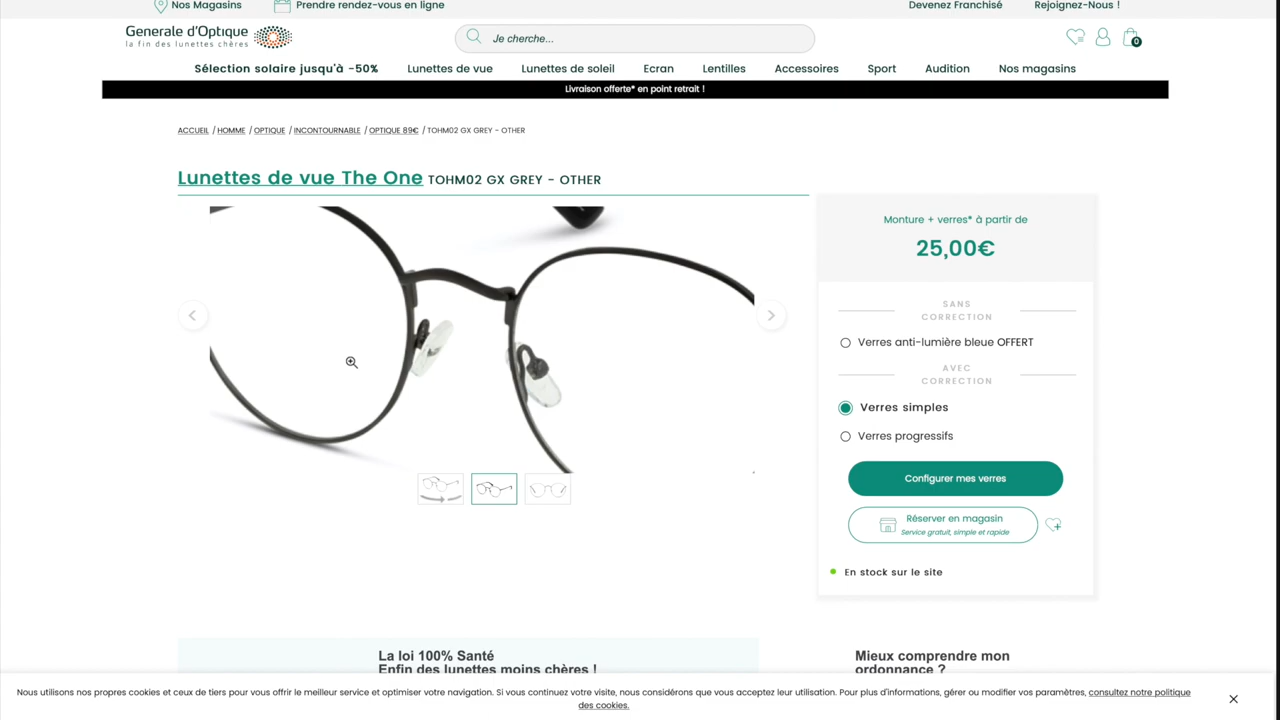 Nos Magasins
Prendre rendez-vous en ligne
Devenez Franchisé
Rejoignez-Nous !
Generale d'Optique
la fin des lunettes chères
Je cherche...
0
Sélection solaire jusqu'à -50%
Lunettes de vue
Lunettes de soleil
Ecran
Lentilles
Accessoires
Sport
Audition
Nos magasins
Livraison offerte* en point retrait !
ACCUEIL / HOMME / OPTIQUE / INCONTOURNABLE / OPTIQUE 89€ / TOHM02 GX GREY - OTHER
Lunettes de vue The One TOHM02 GX GREY - OTHER
Monture + verres* à partir de
25,00€
SANS
CORRECTION
Verres anti-lumière bleue OFFERT
AVEC
CORRECTION
Verres simples
Verres progressifs
Configurer mes verres
Réserver en magasin
Service gratuit, simple et rapide
En stock sur le site
La loi 100% Santé
Enfin des lunettes moins chères !
Mieux comprendre mon
ordonnance ?
Nous utilisons nos propres cookies et ceux de tiers pour vous offrir le meilleur service et optimiser votre navigation. Si vous continuez votre visite, nous considérons que vous acceptez leur utilisation. Pour plus d'informations, gérer ou modifier vos paramètres, consultez notre politique
des cookies.